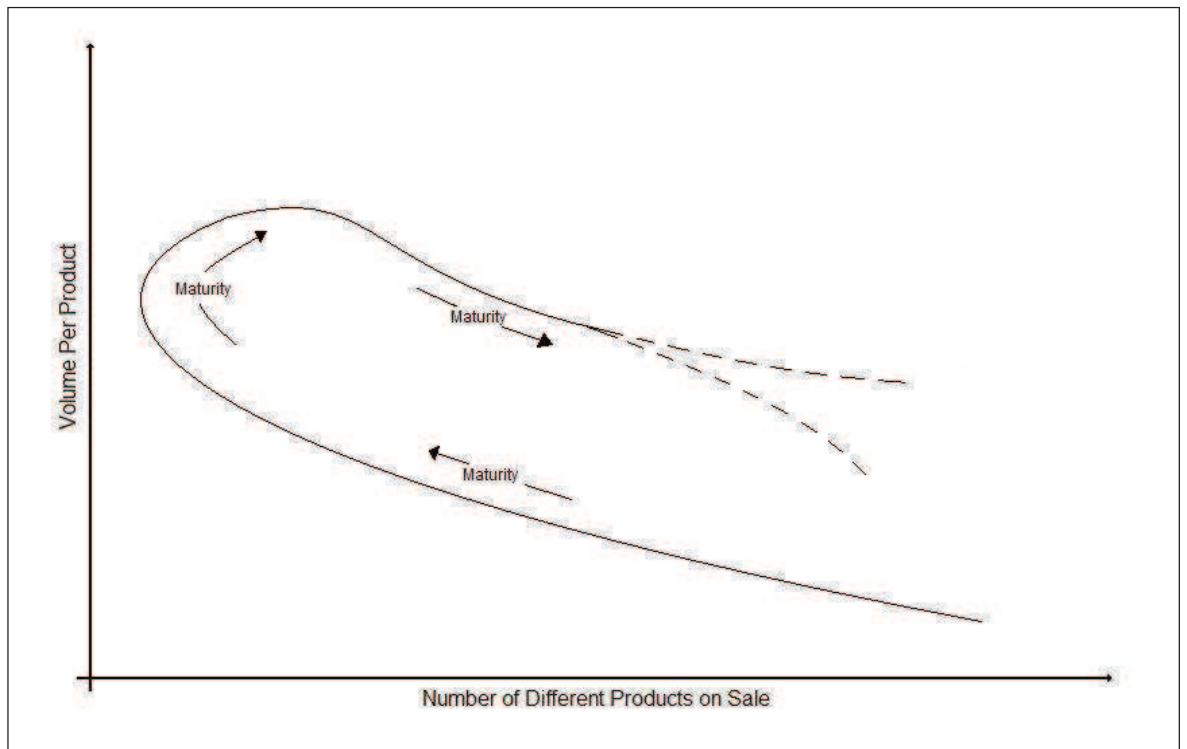 Volume Per Product
Maturity
Maturity
Maturity
Number of Different Products on Sale